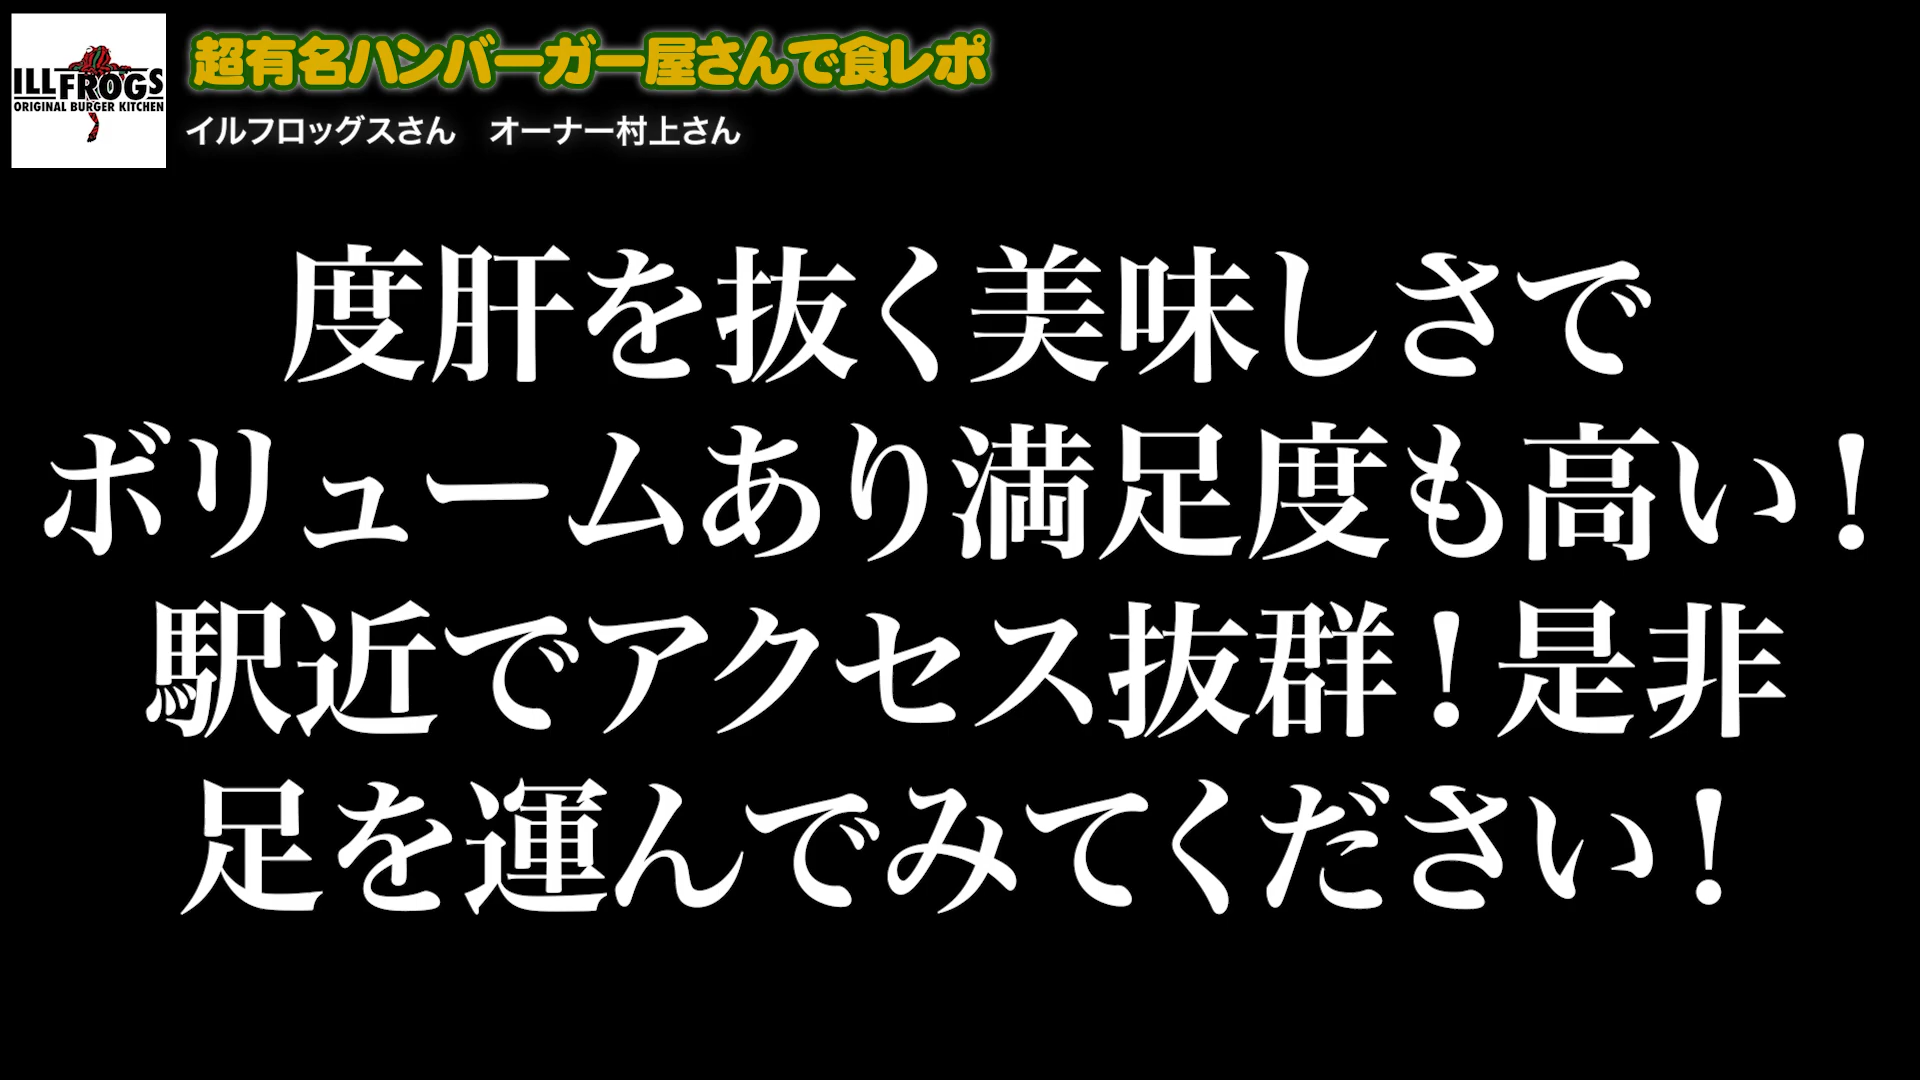 ILLFROGS
ORIGINAL BURGER KITCHEN
超有名ハンバーガー屋さんで食レポ
イルフロッグスさん　オーナー村上さん
度肝を抜く美味しさで
ボリュームあり満足度も高い！
駅近でアクセス抜群！是非
足を運んでみてください！